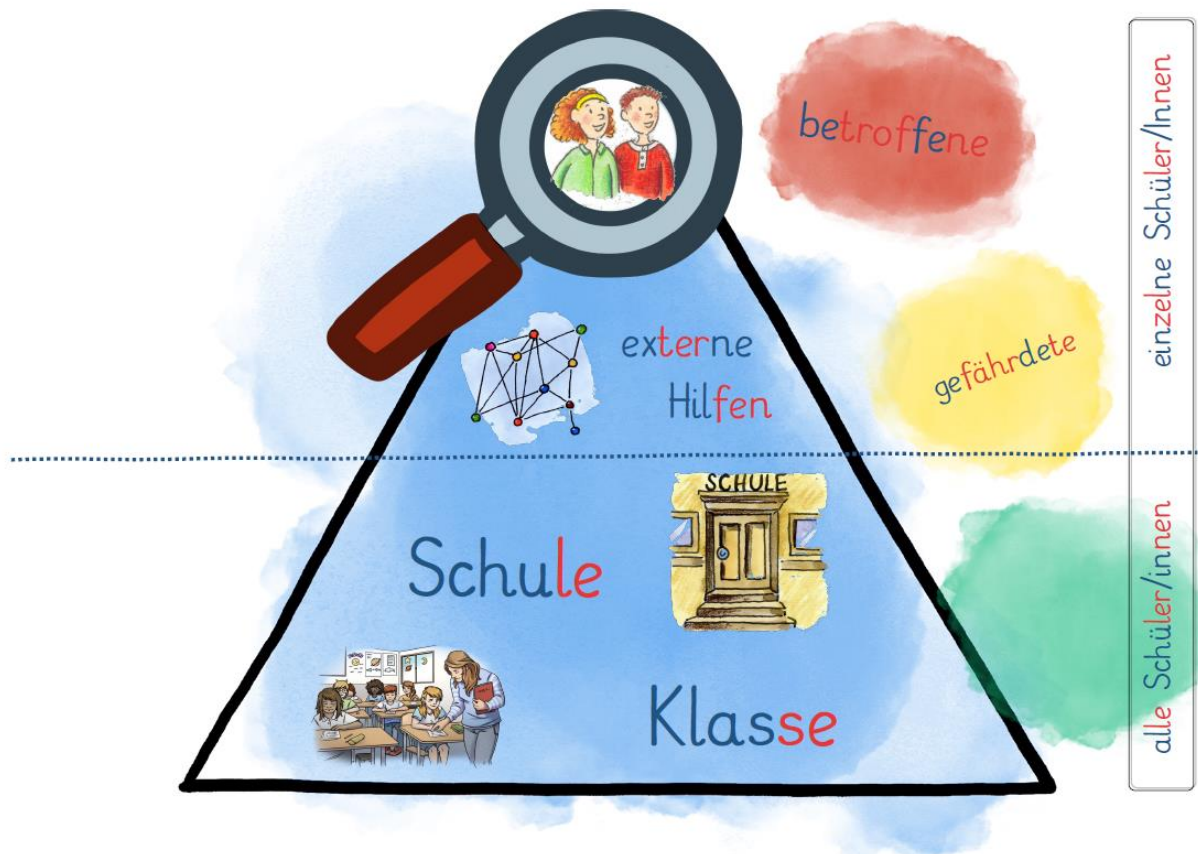 betroffene
externe
Hilfen
gefährdete
SCHULE
Schule
Klasse
einzelne Schüler/Innen
alle Schüler/innen